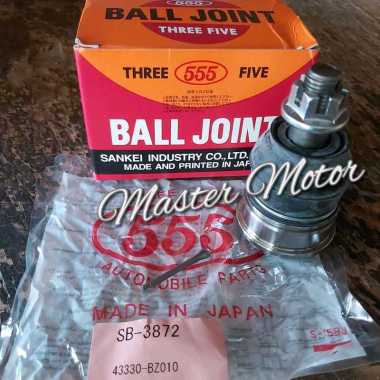 BALL JOINT
THREE FIVE
THREE 555 FIVE
BALL JOINT
SANKEI INDUSTRY CO., LTD.
MADE AND PRINTED IN JAPAN
Master Motor
555
AUTOMOBILE PARTS
MADE IN JAPAN
SB-3872
43330-BZ010